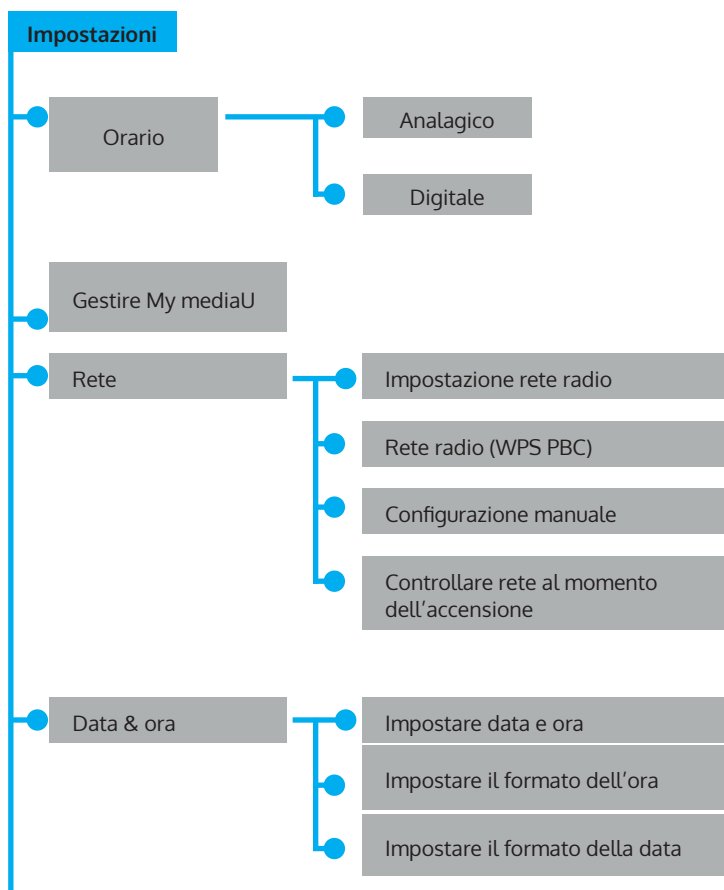 Impostazioni
Orario
Analagico
Digitale
Gestire My mediaU
Rete
Impostazione rete radio
Rete radio (WPS PBC)
Configurazione manuale
Controllare rete al momento
dell'accensione
Data & ora
Impostare data e ora
Impostare il formato dell'ora
Impostare il formato della data